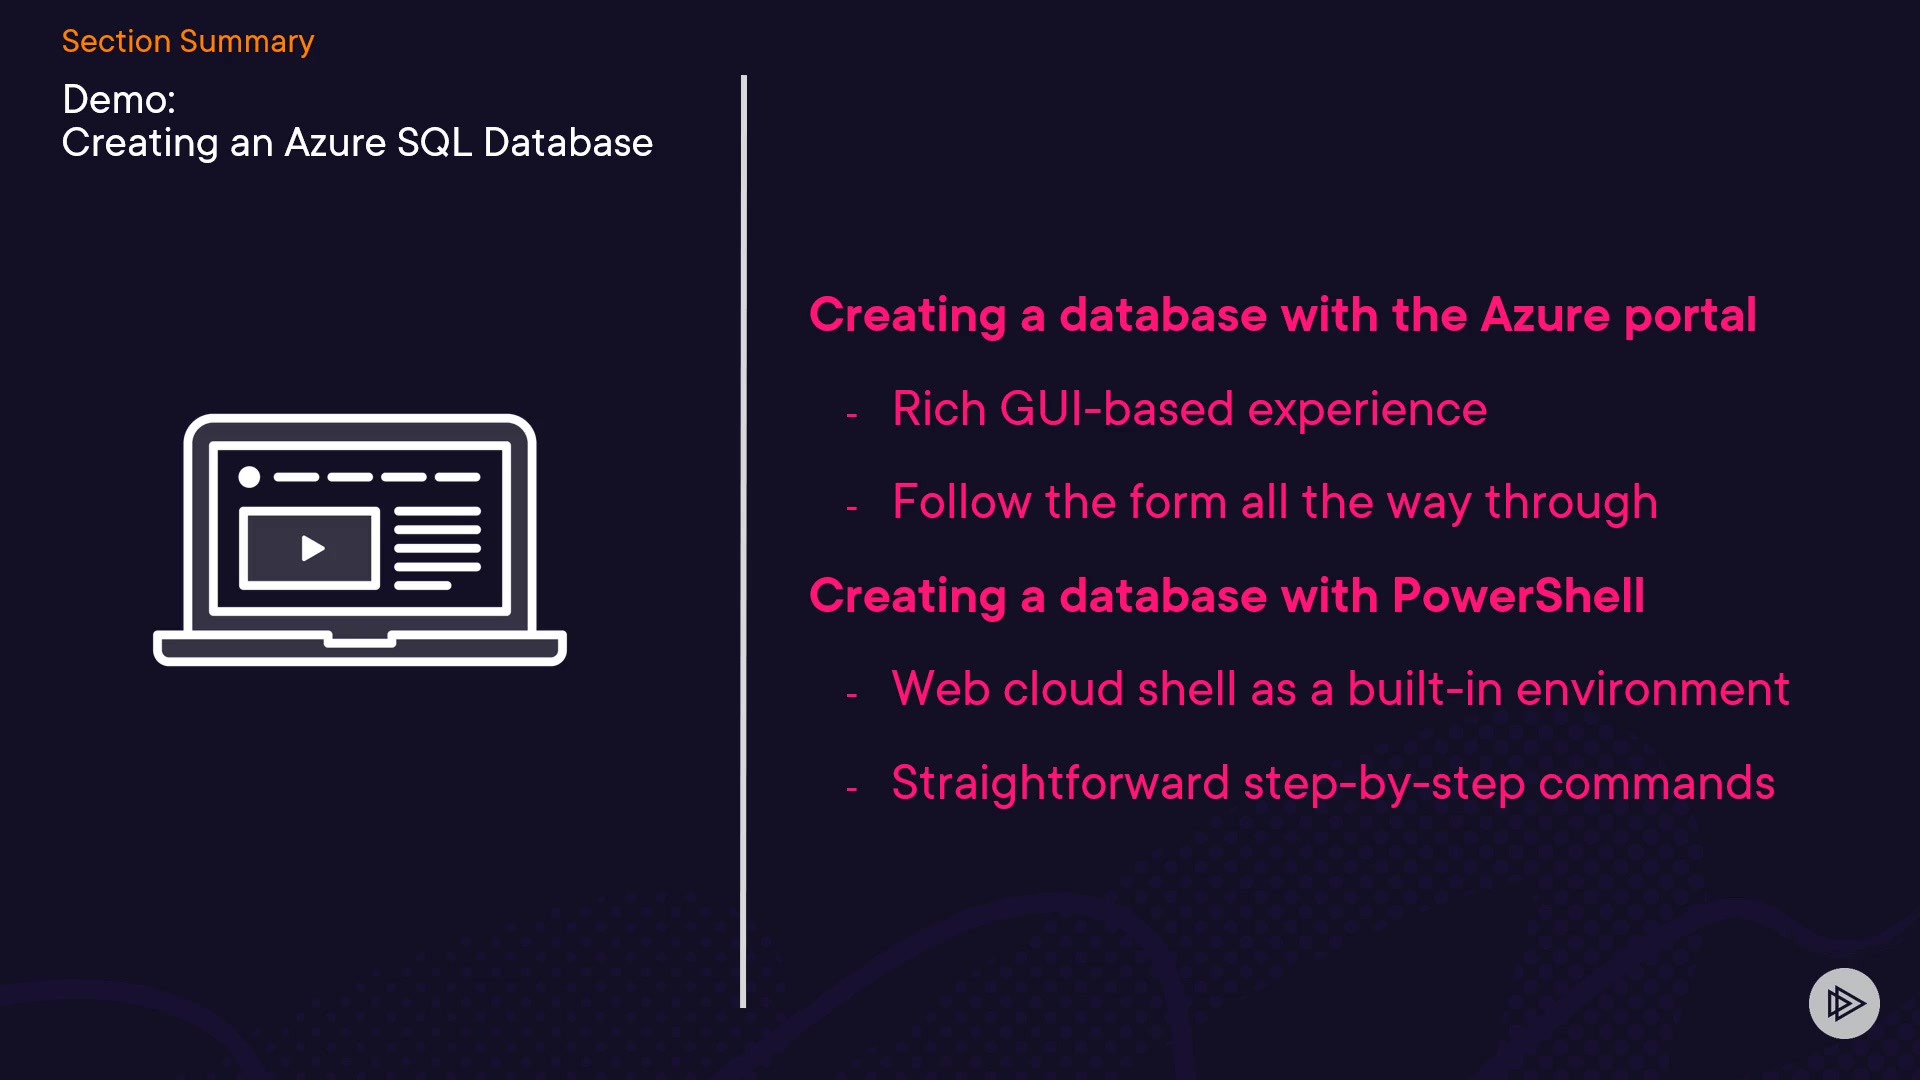 Section Summary
Demo:
Creating an Azure SQL Database
Creating a database with the Azure portal
- Rich GUI-based experience
- Follow the form all the way through
Creating a database with PowerShell
- Web cloud shell as a built-in environment
- Straightforward step-by-step commands